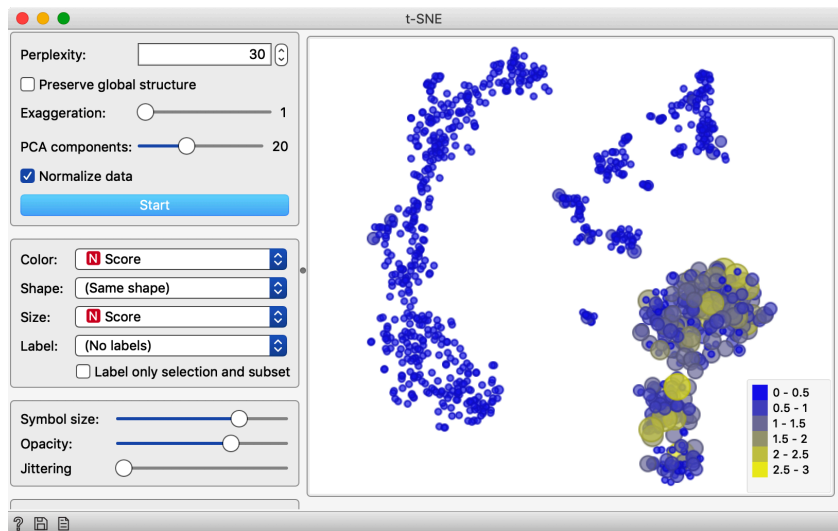 t-SNE
Perplexity: 30
Preserve global structure
Exaggeration: 1
PCA components: 20
Normalize data
Start
Color: N Score
Shape: (Same shape)
Size: N Score
Label: (No labels)
Label only selection and subset
Symbol size:
Opacity:
Jittering
0 - 0.5
0.5 - 1
1 - 1.5
1.5 - 2
2 - 2.5
2.5 - 3
?